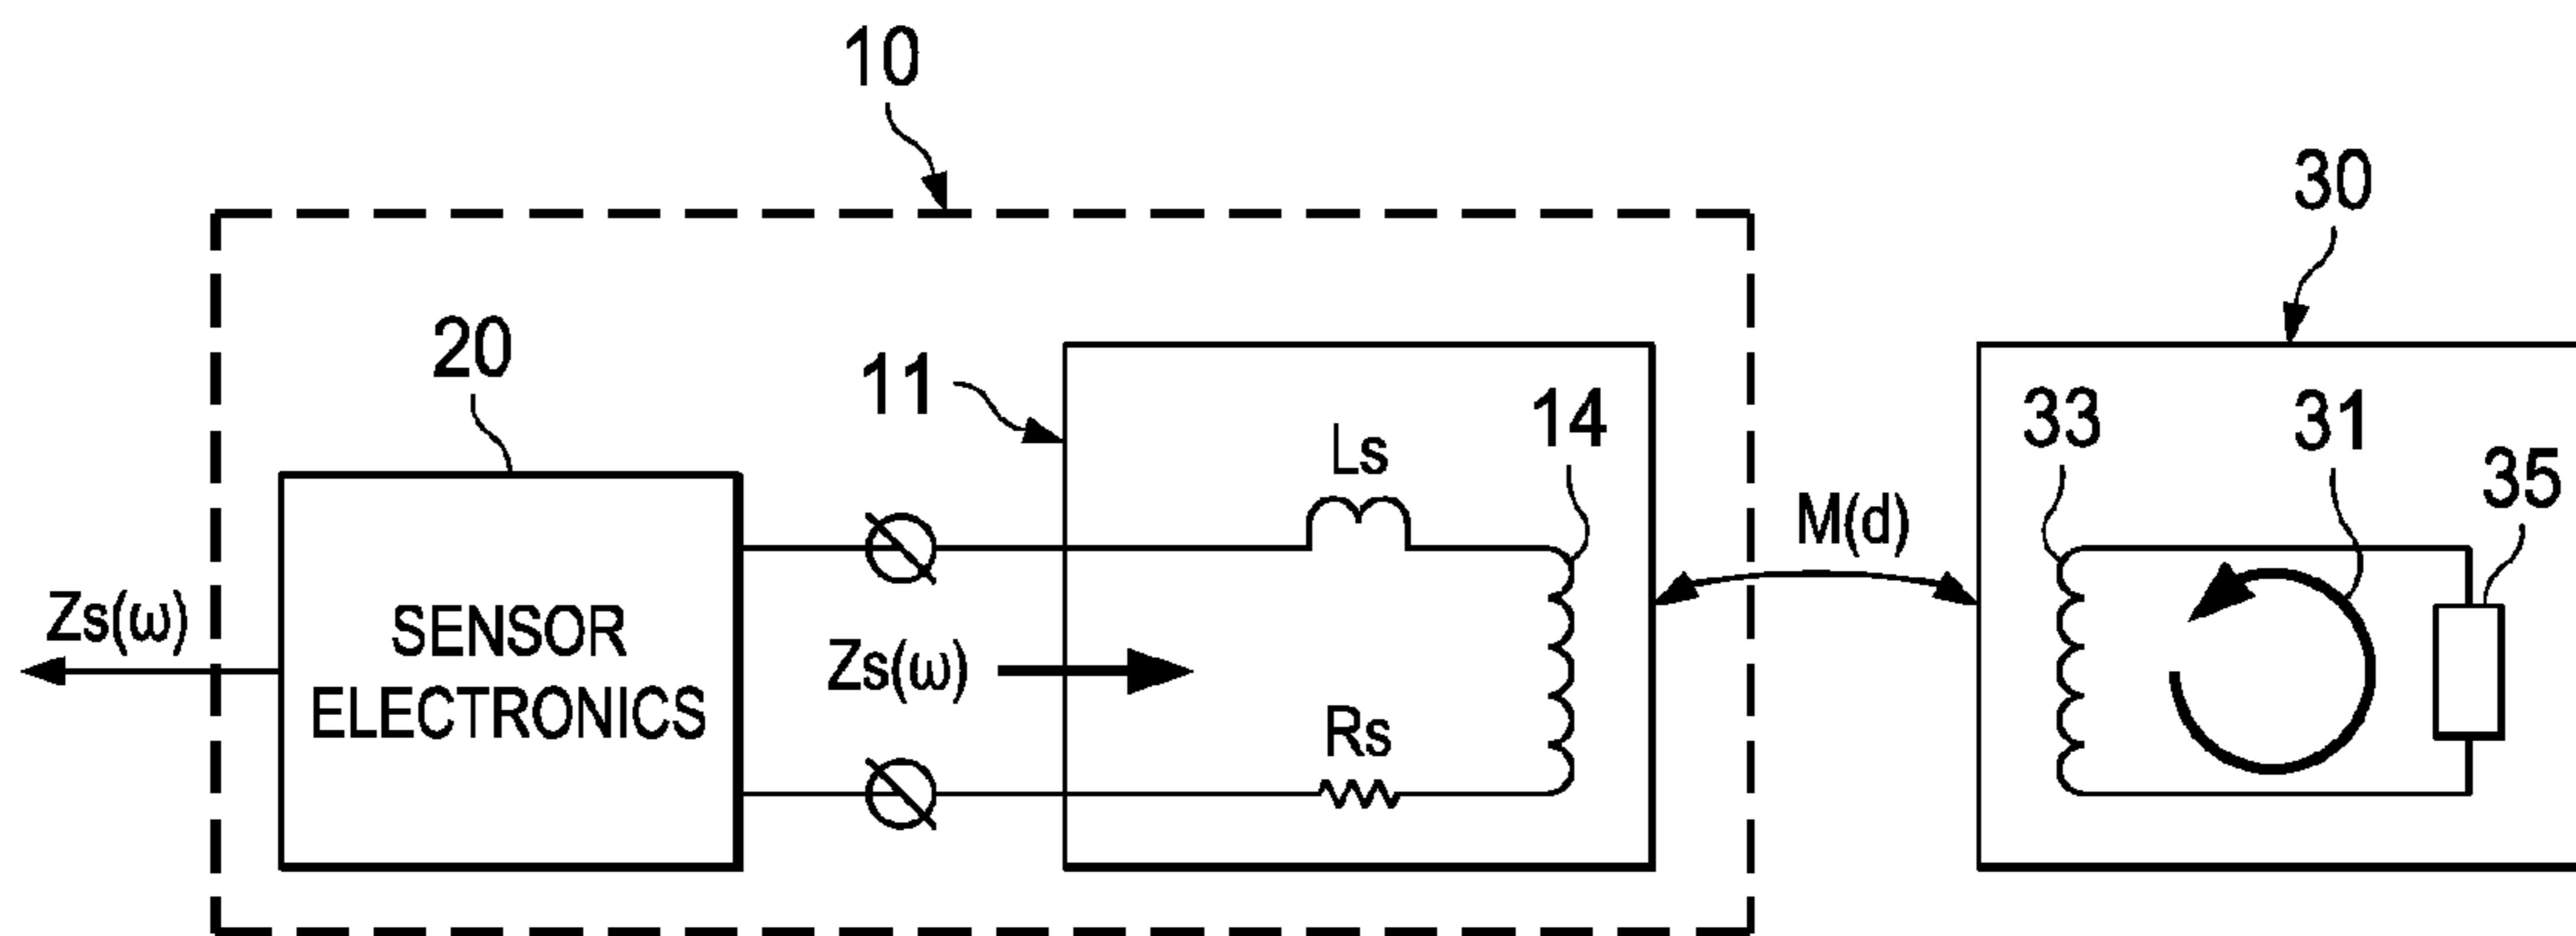 10
30
20
11
33
31
14
Ls
35
M(d)
Zs(ω)
SENSOR
ELECTRONICS
Zs(ω)
Rs